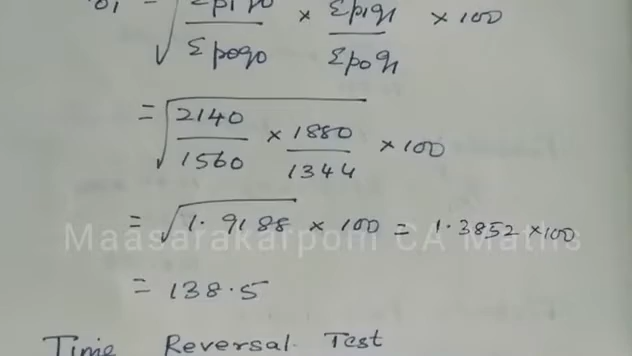 P01 = √(Σp1q0 / Σp0q0 × Σp1q1 / Σp0q1) × 100
= √(2140 / 1560 × 1880 / 1344) × 100
= √1.9188 × 100 = 1.3852 × 100
Maasarakalpom CA Maths
= 138.5
Time Reversal Test